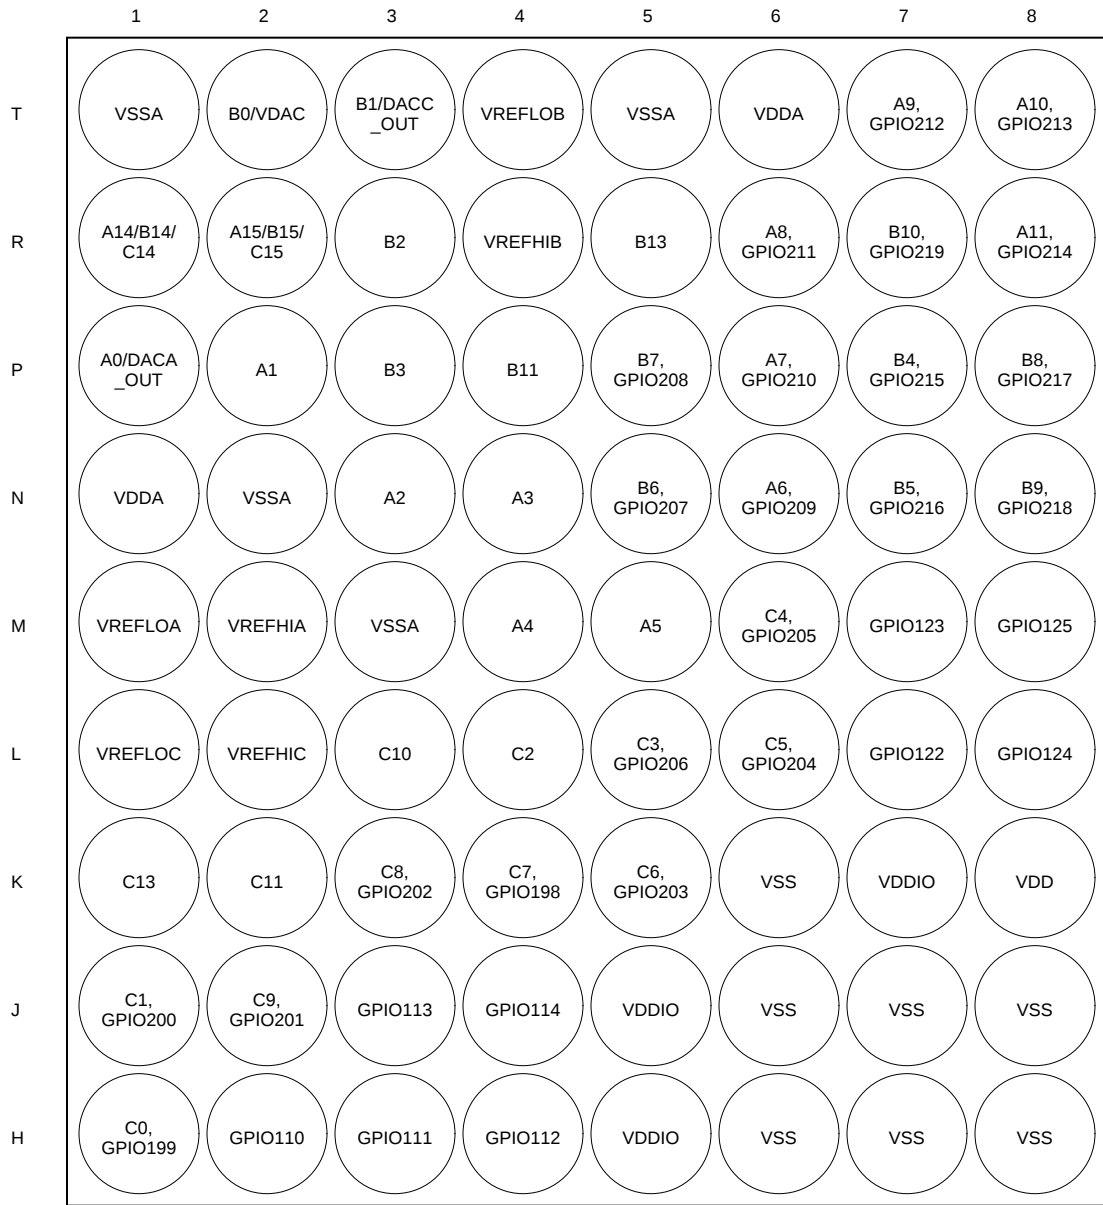 1 2 3 4 5 6 7 8
T
VSSA
B0/VDAC
B1/DACC
_OUT
VREFLOB
VSSA
VDDA
A9,
GPIO212
A10,
GPIO213
R
A14/B14/
C14
A15/B15/
C15
B2
VREFHIB
B13
A8,
GPIO211
B10,
GPIO219
A11,
GPIO214
P
A0/DACA
_OUT
A1
B3
B11
B7,
GPIO208
A7,
GPIO210
B4,
GPIO215
B8,
GPIO217
N
VDDA
VSSA
A2
A3
B6,
GPIO207
A6,
GPIO209
B5,
GPIO216
B9,
GPIO218
M
VREFLOA
VREFHIA
VSSA
A4
A5
C4,
GPIO205
GPIO123
GPIO125
L
VREFLOC
VREFHIC
C10
C2
C3,
GPIO206
C5,
GPIO204
GPIO122
GPIO124
K
C13
C11
C8,
GPIO202
C7,
GPIO198
C6,
GPIO203
VSS
VDDIO
VDD
J
C1,
GPIO200
C9,
GPIO201
GPIO113
GPIO114
VDDIO
VSS
VSS
VSS
H
C0,
GPIO199
GPIO110
GPIO111
GPIO112
VDDIO
VSS
VSS
VSS